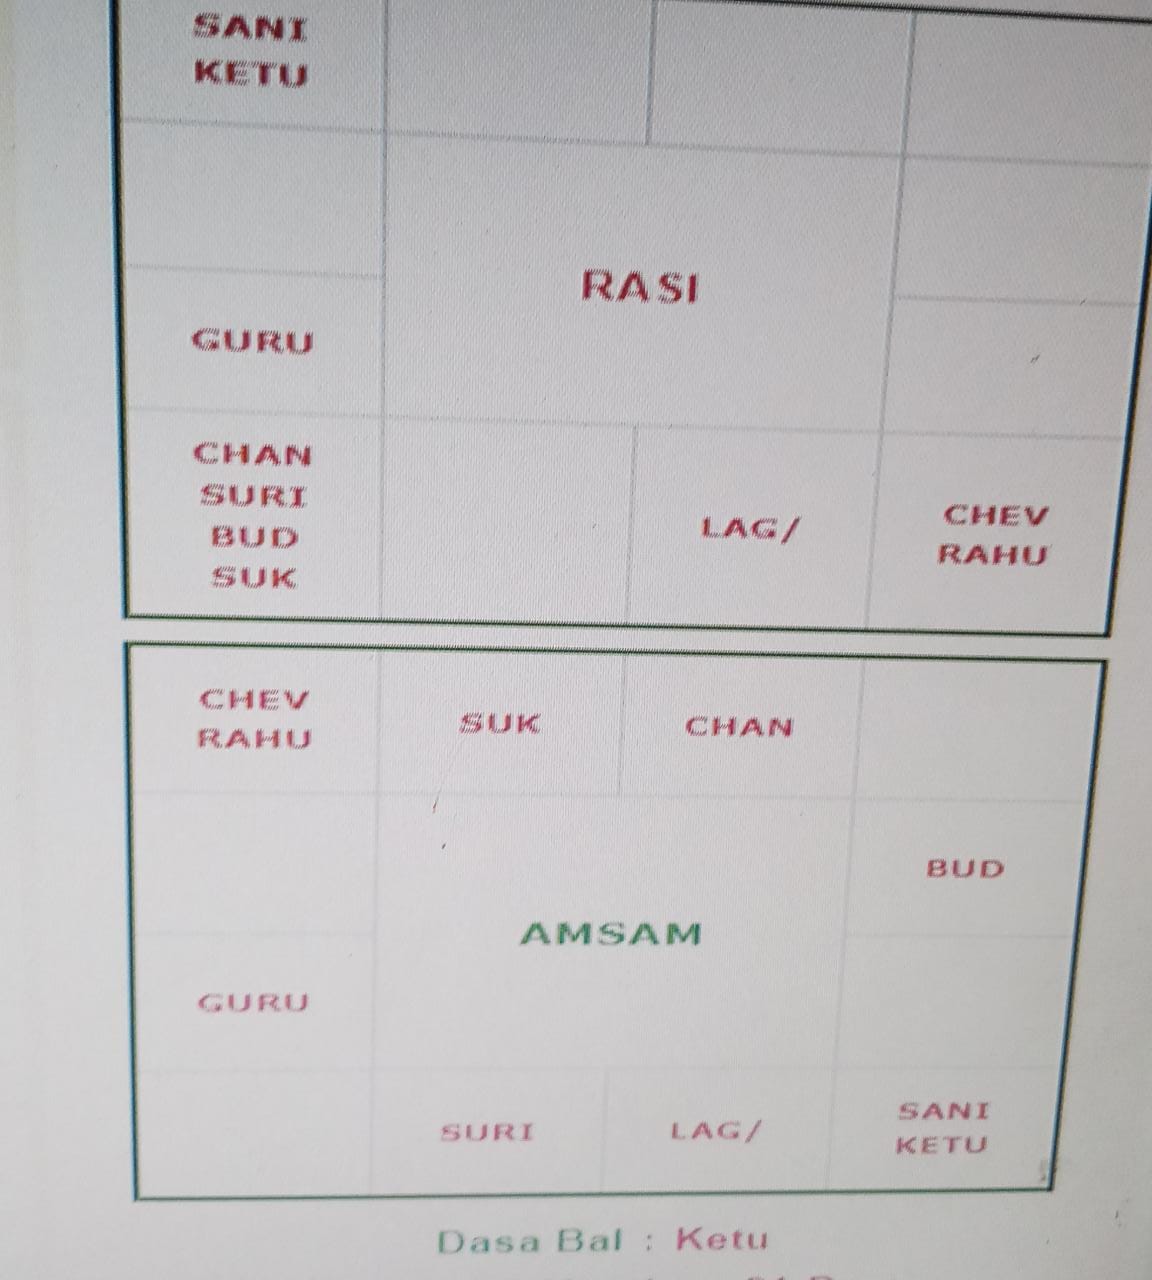 SANI
KETU
RASI
GURU
CHAN
SURI
BUD
SUK
LAG/
CHEV
RAHU
CHEV
RAHU
SUK
CHAN
BUD
AMSAM
GURU
SURI
LAG/
SANI
KETU
Dasa Bal : Ketu